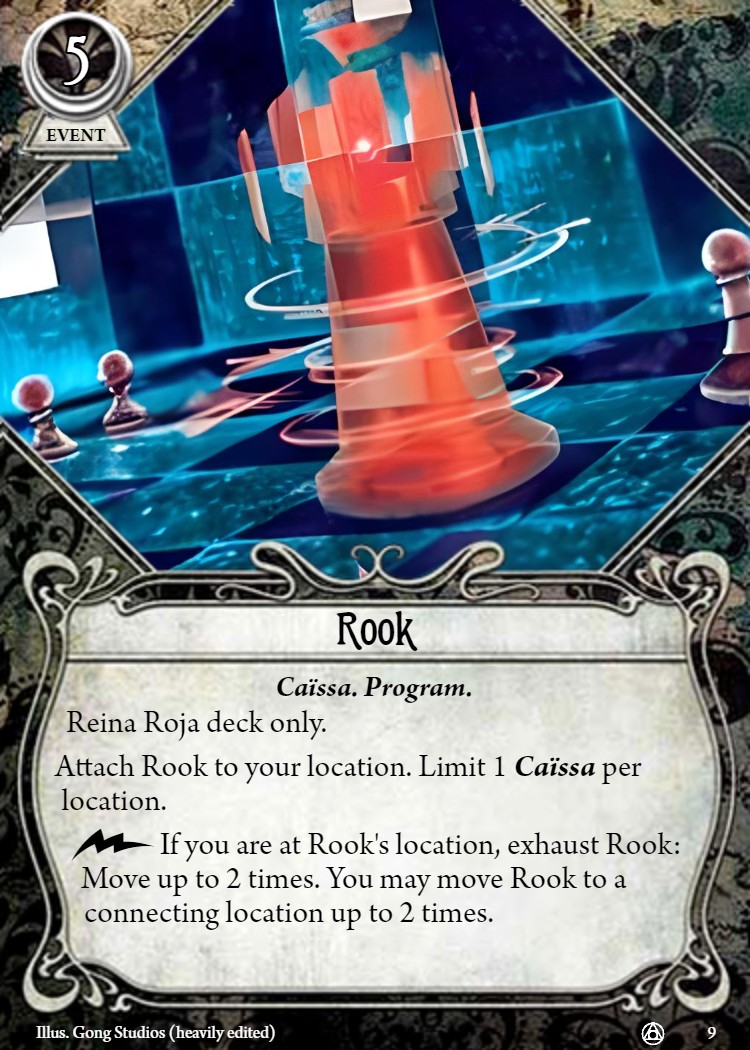 5
EVENT
Rook
Caïssa. Program.
Reina Roja deck only.
Attach Rook to your location. Limit 1 Caïssa per
location.
If you are at Rook's location, exhaust Rook:
Move up to 2 times. You may move Rook to a
connecting location up to 2 times.
Illus. Gong Studios (heavily edited)
9